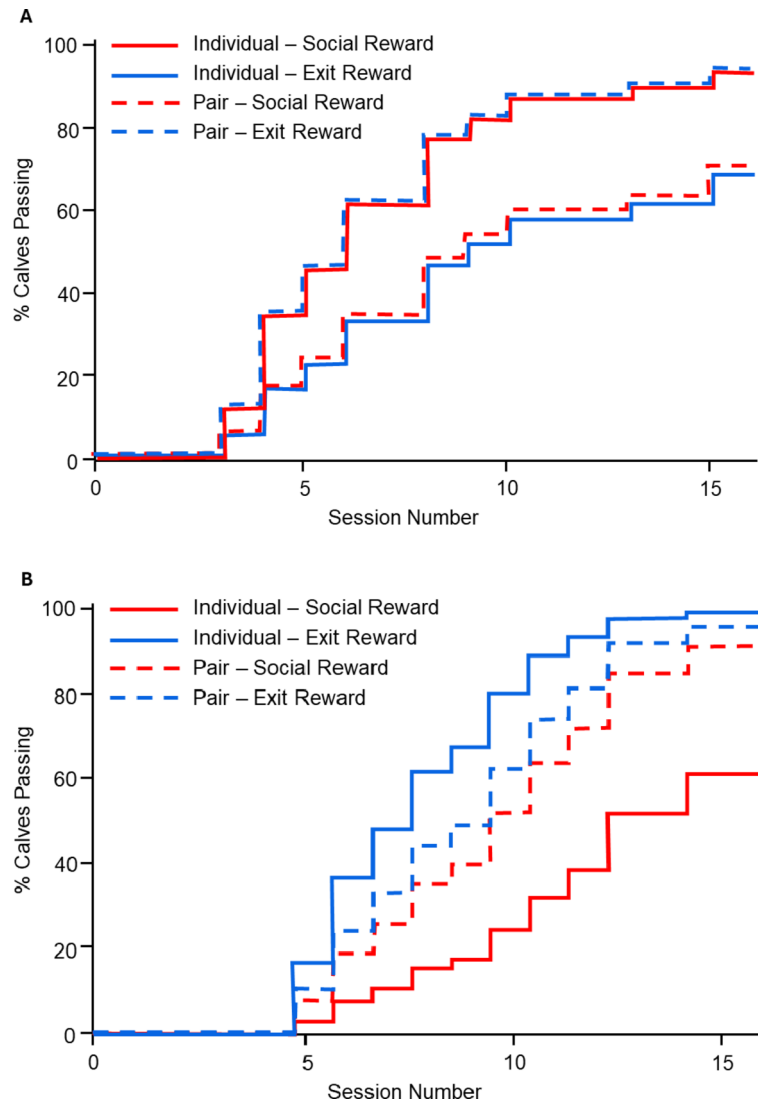 A
100
80
60
40
20
0
% Calves Passing
Individual – Social Reward
Individual – Exit Reward
Pair – Social Reward
Pair – Exit Reward
0 5 10 15
Session Number
B
100
80
60
40
20
0
% Calves Passing
Individual – Social Reward
Individual – Exit Reward
Pair – Social Reward
Pair – Exit Reward
0 5 10 15
Session Number